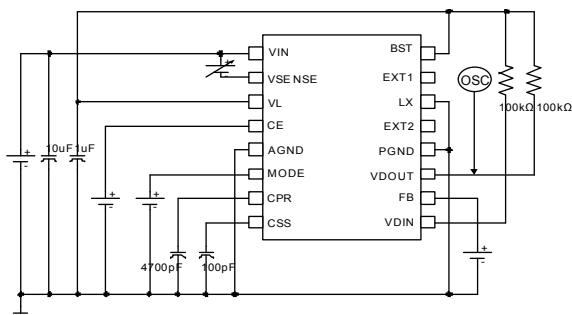 VIN
VSENSE
VL
CE
AGND
MODE
CPR
CSS
BST
EXT1
LX
EXT2
PGND
VDOUT
FB
VDIN
OSC
100kΩ 100kΩ
10uF 1uF
4700pF
100pF
+
-
+
-
+
-
+
-
+
-